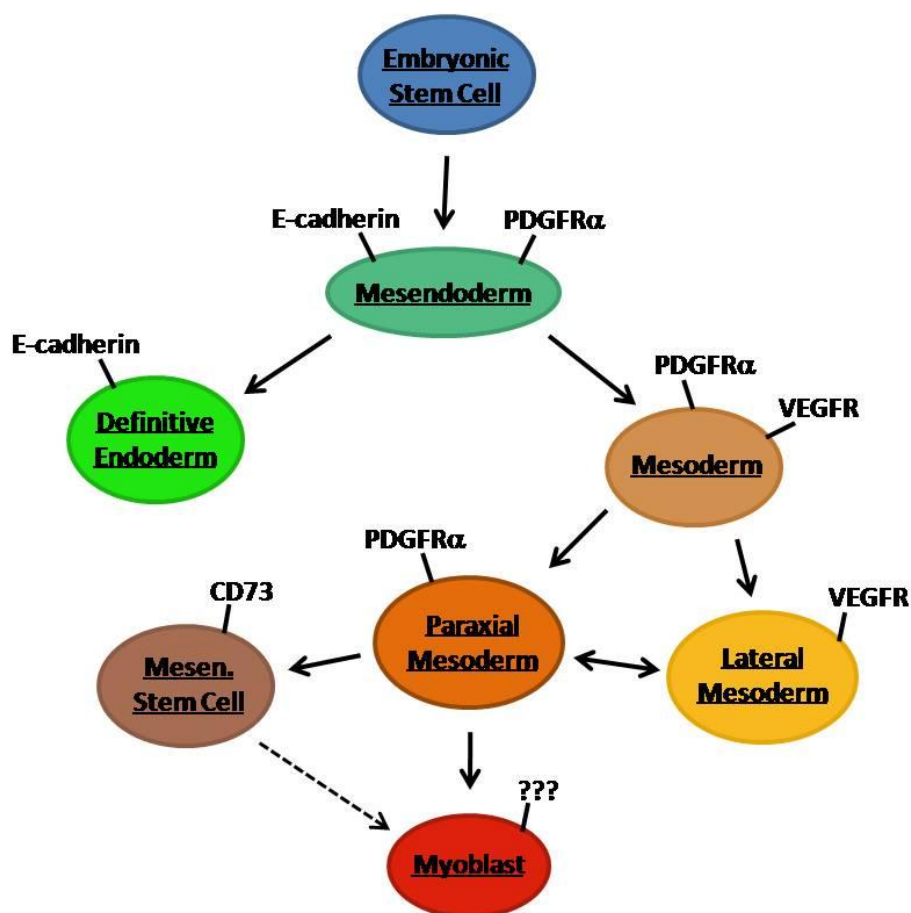 Embryonic
Stem Cell
E-cadherin
PDGFRα
Mesendoderm
E-cadherin
Definitive
Endoderm
PDGFRα
VEGFR
Mesoderm
PDGFRα
Paraxial
Mesoderm
CD73
Mesen.
Stem Cell
VEGFR
Lateral
Mesoderm
???
Myoblast